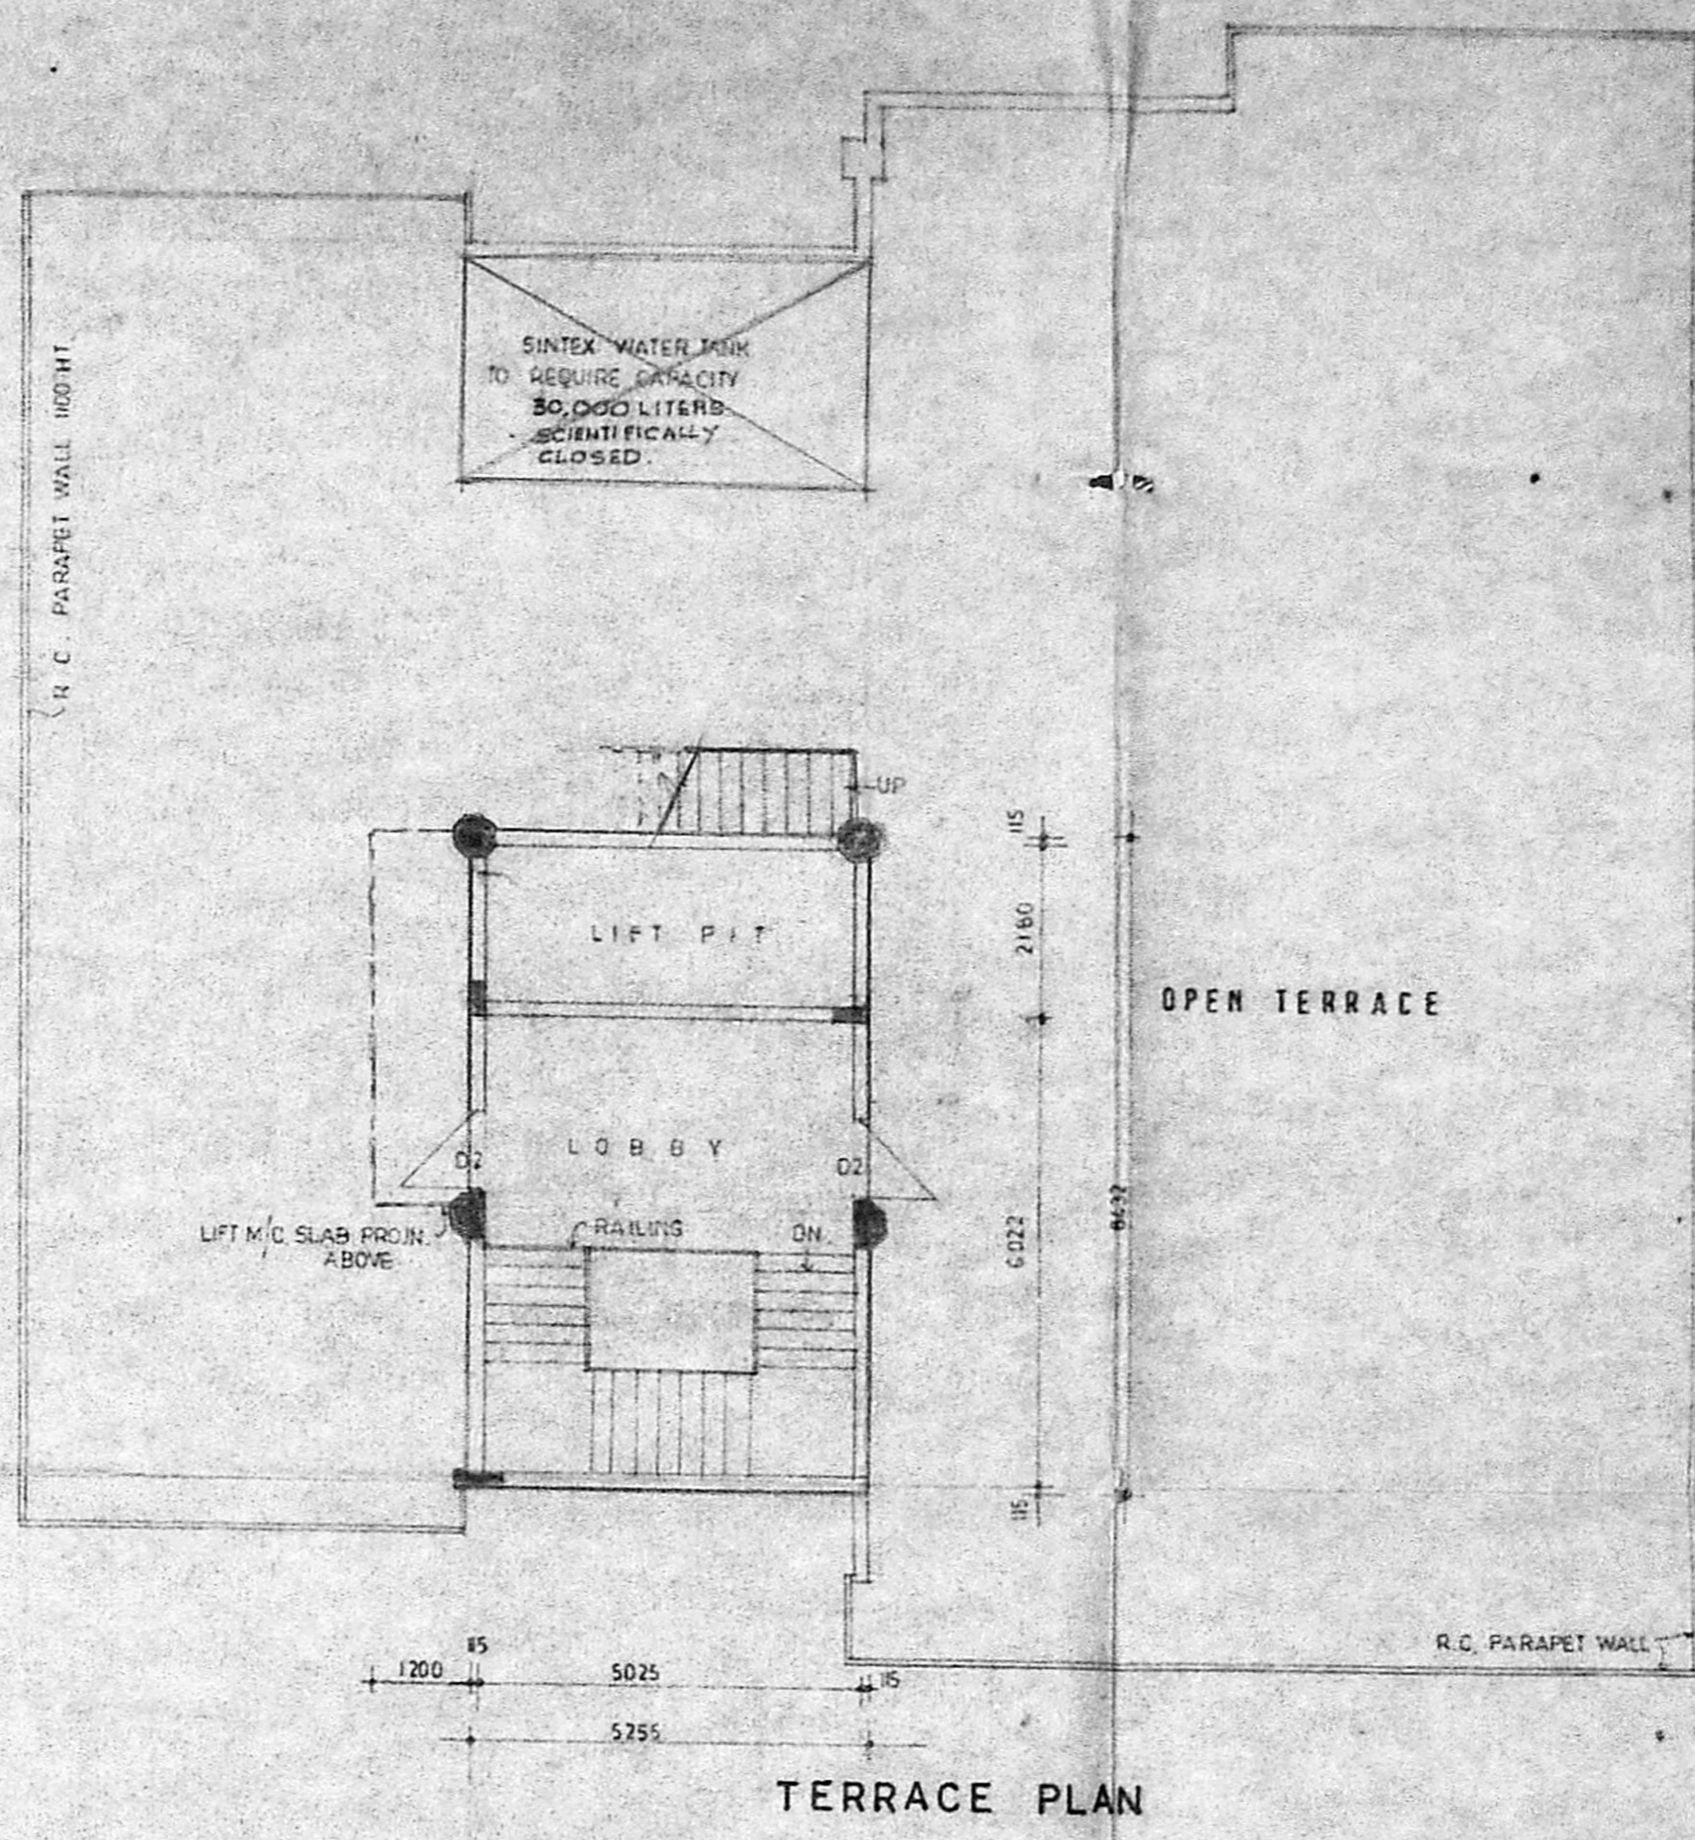 SINTEX WATER TANK
TO REQUIRE CAPACITY
30,000 LITERS
SCIENTIFICALLY
CLOSED.
R C. PARAPET WALL 1100 HT.
UP
115
LIFT PIT
2180
OPEN TERRACE
LOBBY
D2
D2
LIFT M/C. SLAB PROJN.
ABOVE
RAILING
DN.
6022
8432
115
R.C. PARAPET WALL
115
1200
5025
115
5255
TERRACE PLAN